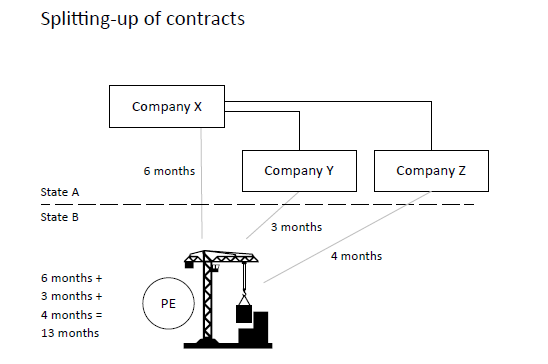 Splitting-up of contracts
Company X
6 months
Company Y
Company Z
State A
State B
3 months
4 months
6 months +
3 months +
4 months =
13 months
PE